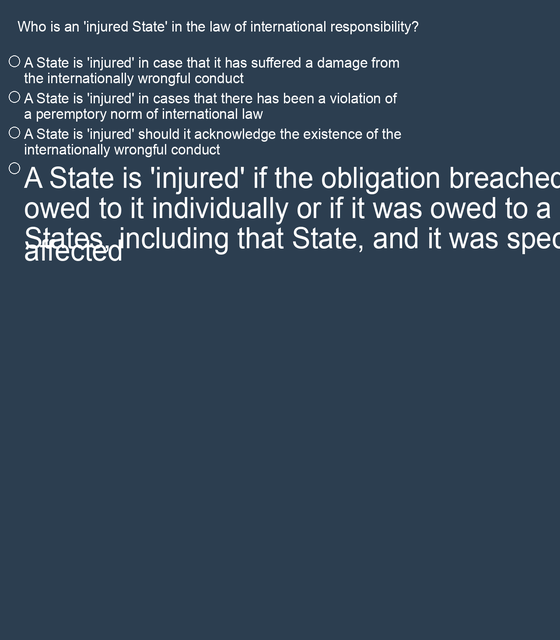 Who is an 'injured State' in the law of international responsibility?
A State is 'injured' in case that it has suffered a damage from
the internationally wrongful conduct
A State is 'injured' in cases that there has been a violation of
a peremptory norm of international law
A State is 'injured' should it acknowledge the existence of the
internationally wrongful conduct
A State is 'injured' if the obligation breached
owed to it individually or if it was owed to a
States, including that State, and it was
affected